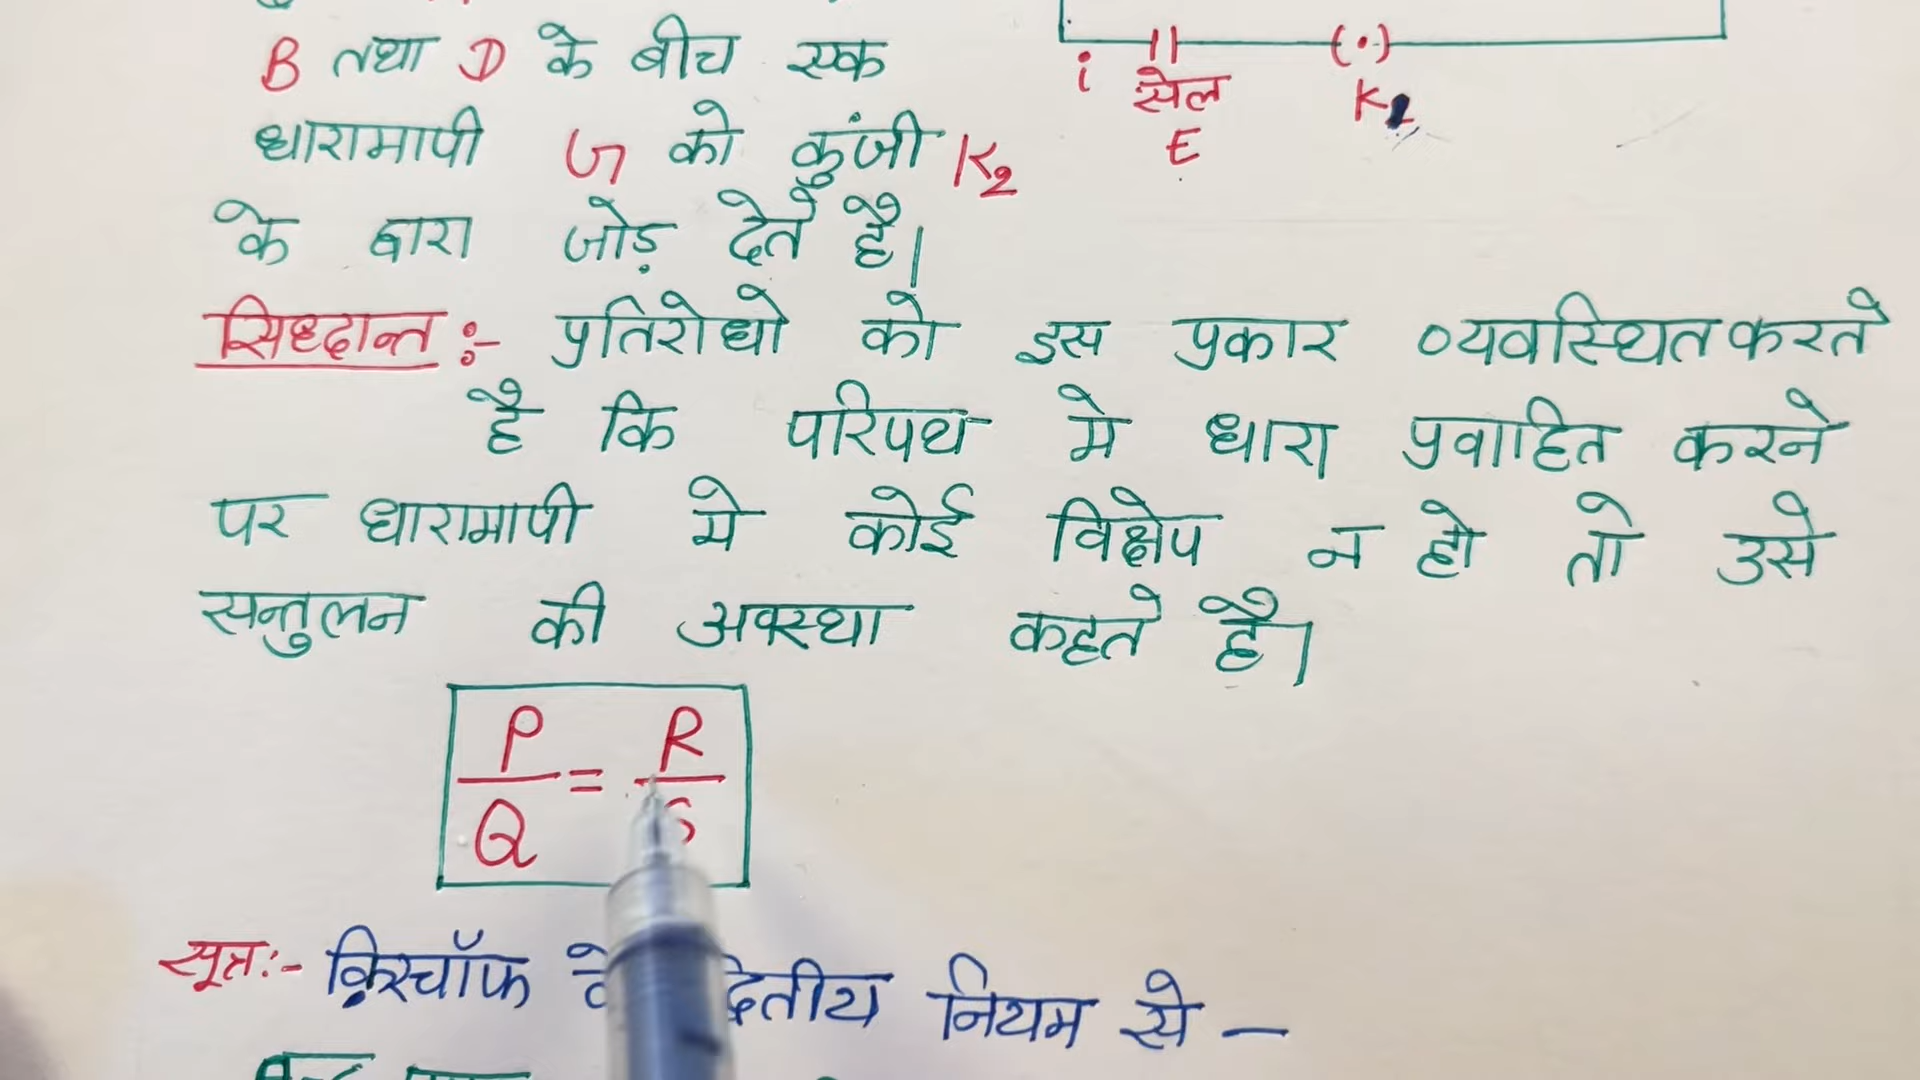 B तथा D के बीच एक
धारामापी G को कुंजी K₂
के द्वारा जोड़ देते है।
i
सेल
E
K₁
सिध्दान्त :- प्रतिरोधो को इस प्रकार व्यवस्थित करते
है कि परिपथ मे धारा प्रवाहित करने
पर धारामापी मे कोई विक्षेप न हो तो उसे
सन्तुलन की अवस्था कहते है।
P/Q = R/S
सूत्र:- किरचॉफ के द्वितीय नियम से –